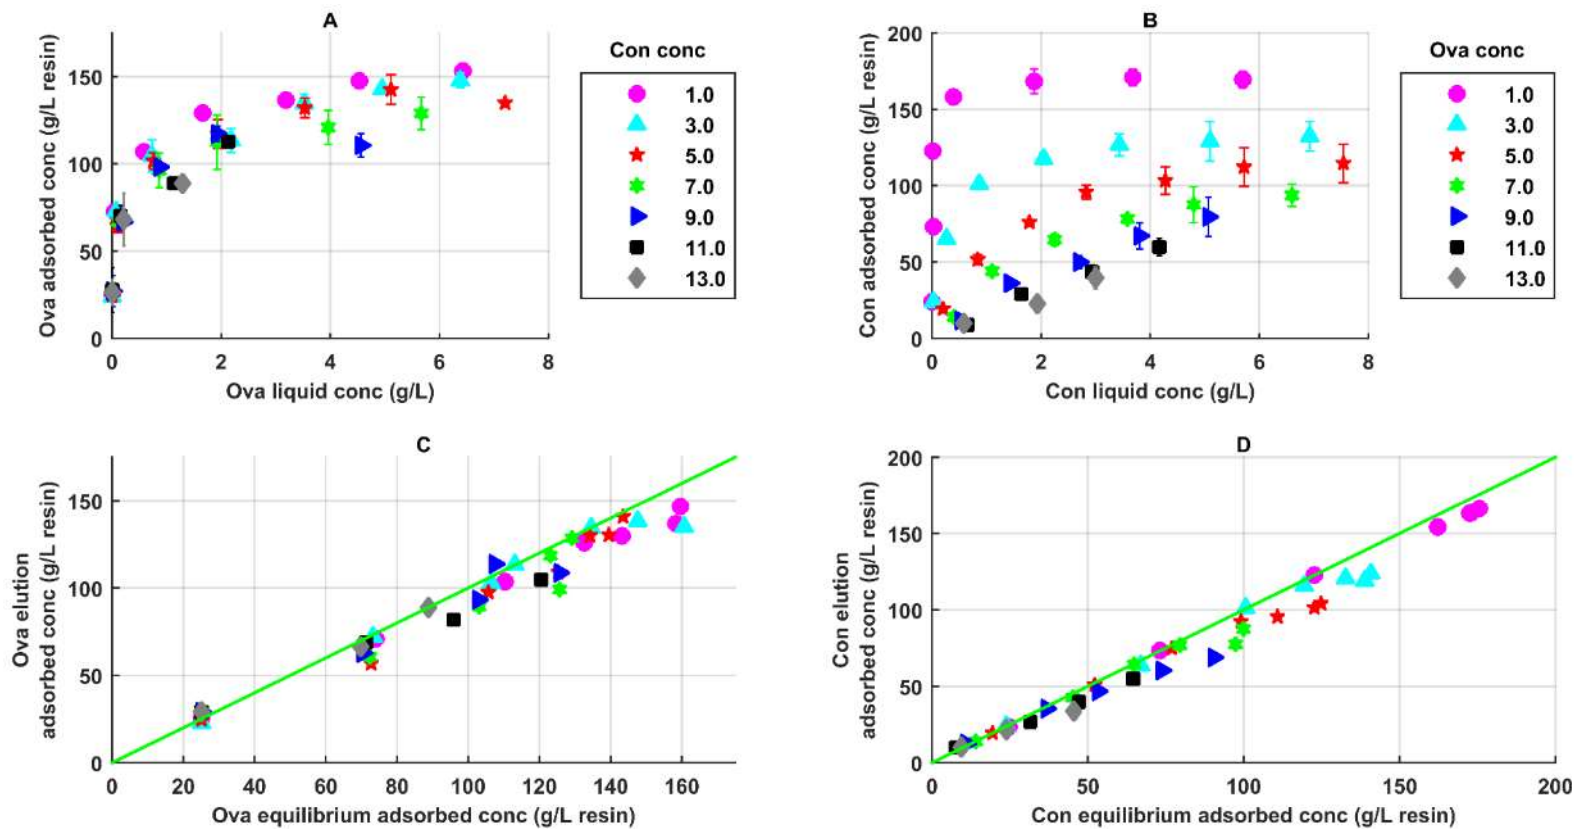 A
Ova adsorbed conc (g/L resin)
150
100
50
0
0 2 4 6 8
Ova liquid conc (g/L)
Con conc
1.0
3.0
5.0
7.0
9.0
11.0
13.0
B
Con adsorbed conc (g/L resin)
200
150
100
50
0
0 2 4 6 8
Con liquid conc (g/L)
Ova conc
1.0
3.0
5.0
7.0
9.0
11.0
13.0
C
Ova elution
adsorbed conc (g/L resin)
150
100
50
0
0 20 40 60 80 100 120 140 160
Ova equilibrium adsorbed conc (g/L resin)
D
Con elution
adsorbed conc (g/L resin)
200
150
100
50
0
0 50 100 150 200
Con equilibrium adsorbed conc (g/L resin)